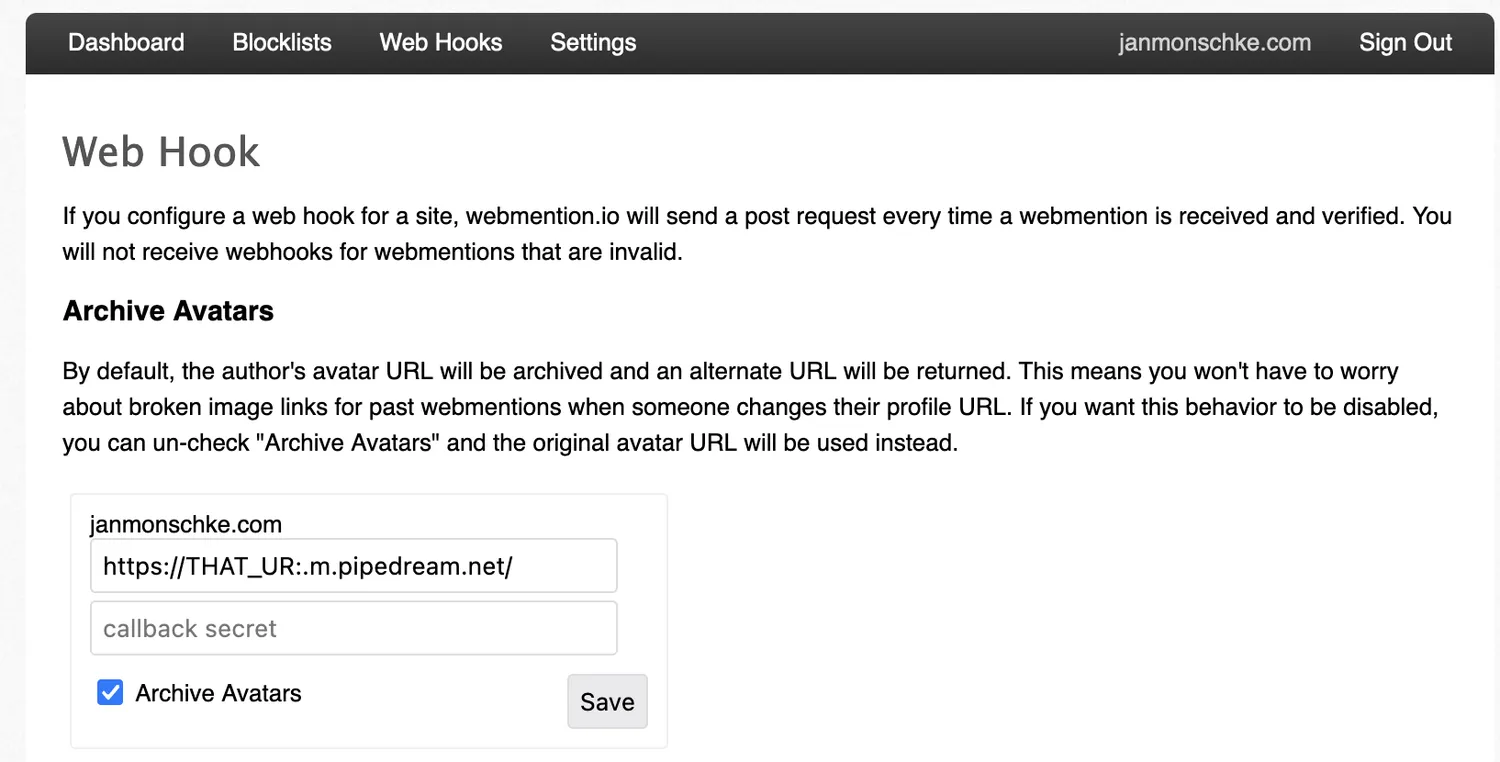 Dashboard Blocklists Web Hooks Settings janmonschke.com Sign Out
Web Hook
If you configure a web hook for a site, webmention.io will send a post request every time a webmention is received and verified. You
will not receive webhooks for webmentions that are invalid.
Archive Avatars
By default, the author's avatar URL will be archived and an alternate URL will be returned. This means you won't have to worry
about broken image links for past webmentions when someone changes their profile URL. If you want this behavior to be disabled,
you can un-check "Archive Avatars" and the original avatar URL will be used instead.
janmonschke.com
https://THAT_UR:.m.pipedream.net/
callback secret
Archive Avatars Save